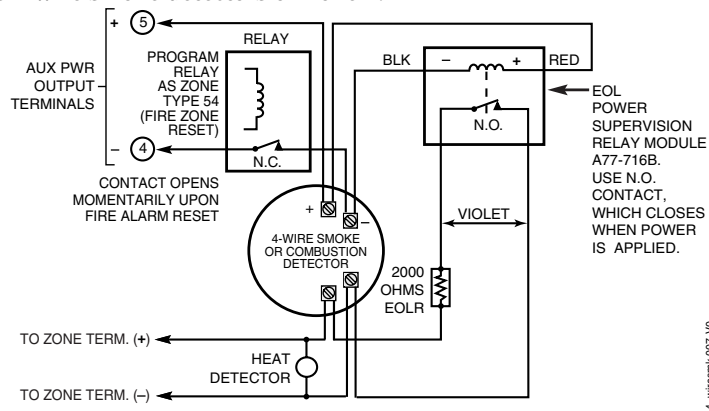 + 5
AUX PWR
OUTPUT
TERMINALS
– 4
RELAY
PROGRAM
RELAY
AS ZONE
TYPE 54
(FIRE ZONE
RESET)
N.C.
CONTACT OPENS
MOMENTARILY UPON
FIRE ALARM RESET
BLK
– +
RED
N.O.
EOL
POWER
SUPERVISION
RELAY MODULE
A77-716B.
USE N.O.
CONTACT,
WHICH CLOSES
WHEN POWER
IS APPLIED.
VIOLET
+ –
4-WIRE SMOKE
OR COMBUSTION
DETECTOR
2000
OHMS
EOLR
TO ZONE TERM. (+)
HEAT
DETECTOR
TO ZONE TERM. (–)